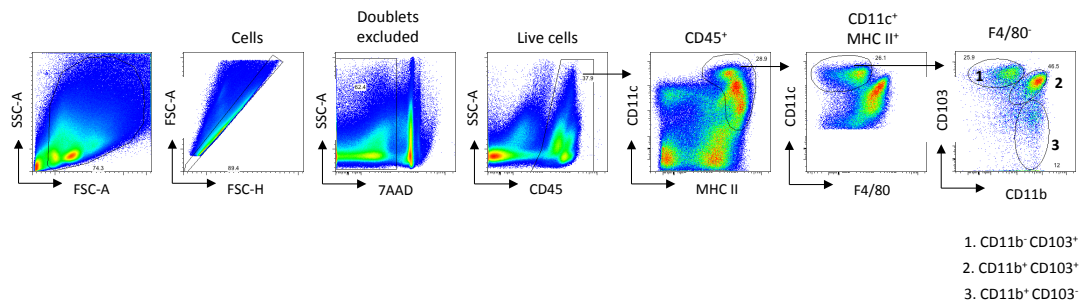 Cells
Doublets
excluded
Live cells
CD45⁺
CD11c⁺
MHC II⁺
F4/80⁻
SSC-A
FSC-A
74.3
FSC-A
FSC-H
89.4
SSC-A
7AAD
62.4
SSC-A
CD45
37.9
CD11c
MHC II
28.9
CD11c
F4/80
26.1
CD103
CD11b
25.9
46.5
12
1
2
3
1. CD11b⁻ CD103⁺
2. CD11b⁺ CD103⁺
3. CD11b⁺ CD103⁻